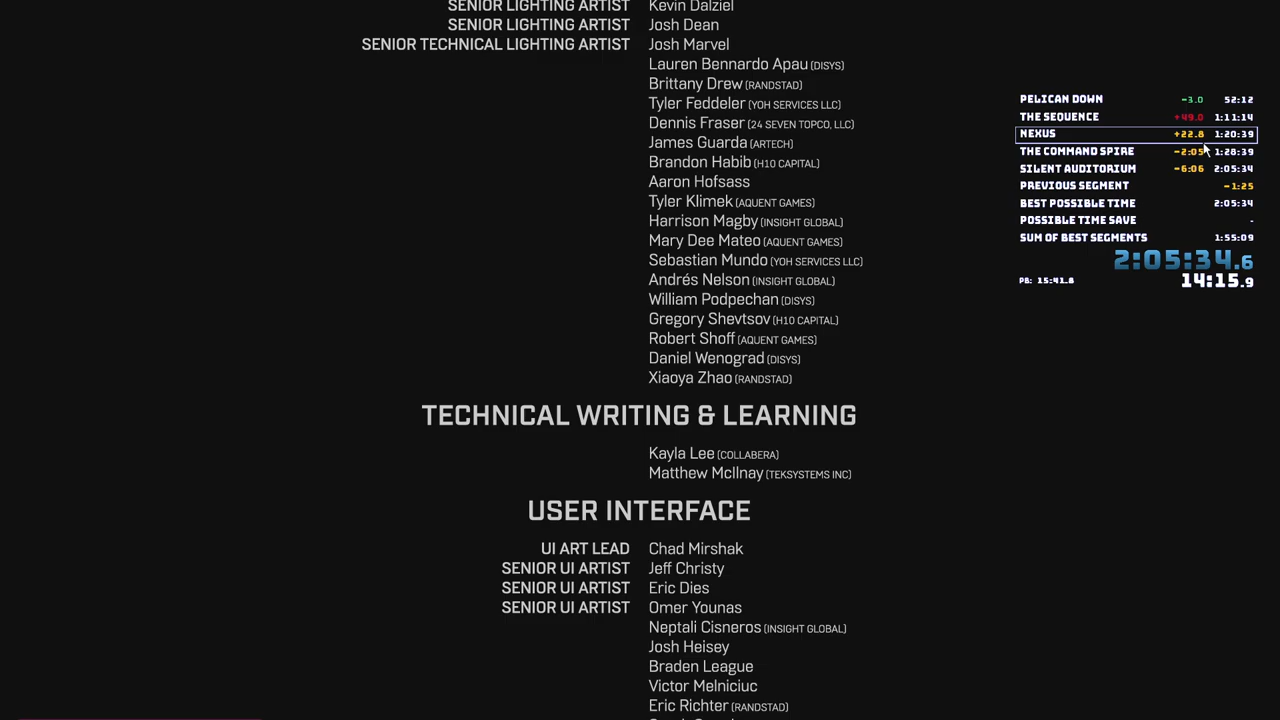 SENIOR LIGHTING ARTIST Kevin Dalziel
SENIOR LIGHTING ARTIST Josh Dean
SENIOR TECHNICAL LIGHTING ARTIST Josh Marvel
Lauren Bennardo Apau (DISYS)
Brittany Drew (RANDSTAD)
Tyler Feddeler (YOH SERVICES LLC)
Dennis Fraser (24 SEVEN TOPCO, LLC)
James Guarda (ARTECH)
Brandon Habib (H10 CAPITAL)
Aaron Hofsass
Tyler Klimek (AQUENT GAMES)
Harrison Magby (INSIGHT GLOBAL)
Mary Dee Mateo (AQUENT GAMES)
Sebastian Mundo (YOH SERVICES LLC)
Andrés Nelson (INSIGHT GLOBAL)
William Podpechan (DISYS)
Gregory Shevtsov (H10 CAPITAL)
Robert Shoff (AQUENT GAMES)
Daniel Wenograd (DISYS)
Xiaoya Zhao (RANDSTAD)
TECHNICAL WRITING & LEARNING
Kayla Lee (COLLABERA)
Matthew McIlnay (TEKSYSTEMS INC)
USER INTERFACE
UI ART LEAD Chad Mirshak
SENIOR UI ARTIST Jeff Christy
SENIOR UI ARTIST Eric Dies
SENIOR UI ARTIST Omer Younas
Neptali Cisneros (INSIGHT GLOBAL)
Josh Heisey
Braden League
Victor Melniciuc
Eric Richter (RANDSTAD)
PELICAN DOWN -3.0 52:12
THE SEQUENCE +49.0 1:11:14
NEXUS +22.8 1:20:39
THE COMMAND SPIRE -2:05 1:28:39
SILENT AUDITORIUM -6:06 2:05:34
PREVIOUS SEGMENT -1:25
BEST POSSIBLE TIME 2:05:34
POSSIBLE TIME SAVE -
SUM OF BEST SEGMENTS 1:55:09
2:05:34.6
PB: 15:41.8 14:15.9